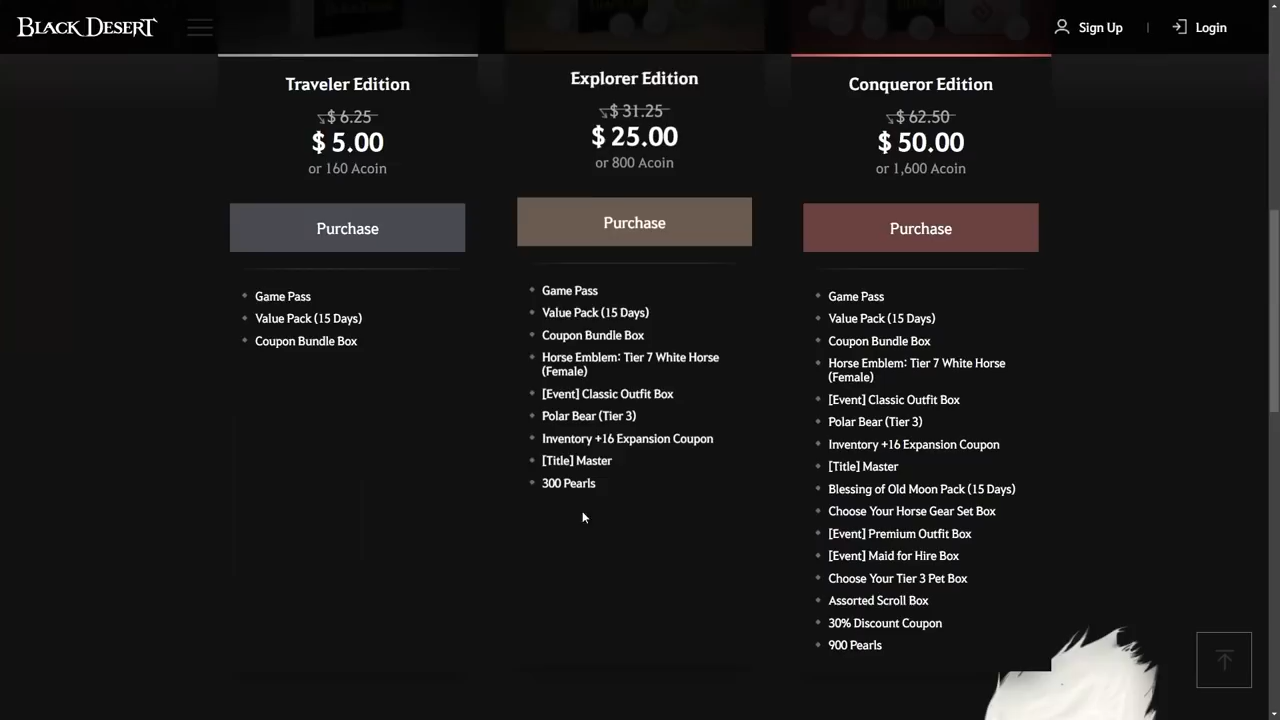 BLACK DESERT
Sign Up
Login
Traveler Edition
$ 6.25
$ 5.00
or 160 Acoin
Purchase
Game Pass
Value Pack (15 Days)
Coupon Bundle Box
Explorer Edition
$ 31.25
$ 25.00
or 800 Acoin
Purchase
Game Pass
Value Pack (15 Days)
Coupon Bundle Box
Horse Emblem: Tier 7 White Horse
(Female)
[Event] Classic Outfit Box
Polar Bear (Tier 3)
Inventory +16 Expansion Coupon
[Title] Master
300 Pearls
Conqueror Edition
$ 62.50
$ 50.00
or 1,600 Acoin
Purchase
Game Pass
Value Pack (15 Days)
Coupon Bundle Box
Horse Emblem: Tier 7 White Horse
(Female)
[Event] Classic Outfit Box
Polar Bear (Tier 3)
Inventory +16 Expansion Coupon
[Title] Master
Blessing of Old Moon Pack (15 Days)
Choose Your Horse Gear Set Box
[Event] Premium Outfit Box
[Event] Maid for Hire Box
Choose Your Tier 3 Pet Box
Assorted Scroll Box
30% Discount Coupon
900 Pearls